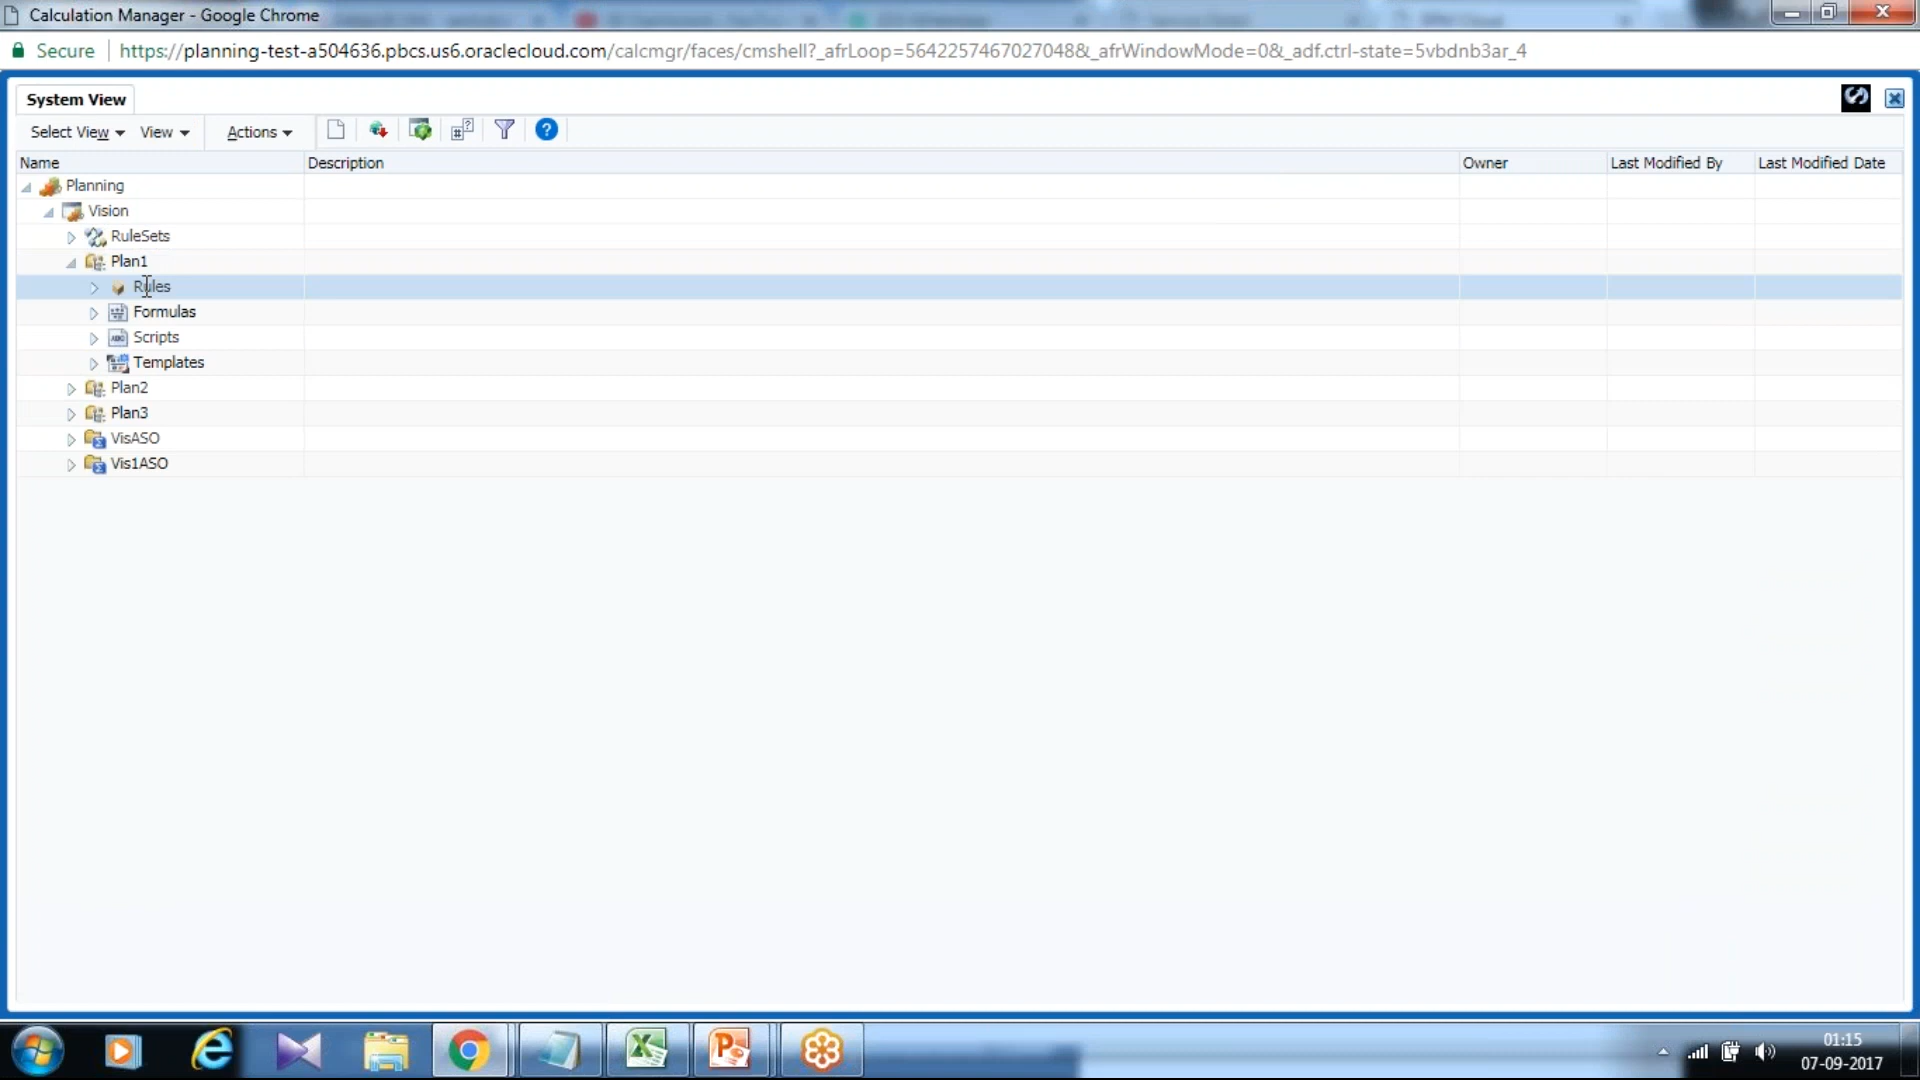 Calculation Manager - Google Chrome
Secure https://planning-test-a504636.pbcs.us6.oraclecloud.com/calcmgr/faces/cmshell?_afrLoop=5642257467027048&_afrWindowMode=0&_adf.ctrl-state=5vbdnb3ar_4
System View
Select View View Actions
Name Description Owner Last Modified By Last Modified Date
Planning
Vision
RuleSets
Plan1
Rules
Formulas
Scripts
Templates
Plan2
Plan3
VisASO
Vis1ASO
01:15
07-09-2017